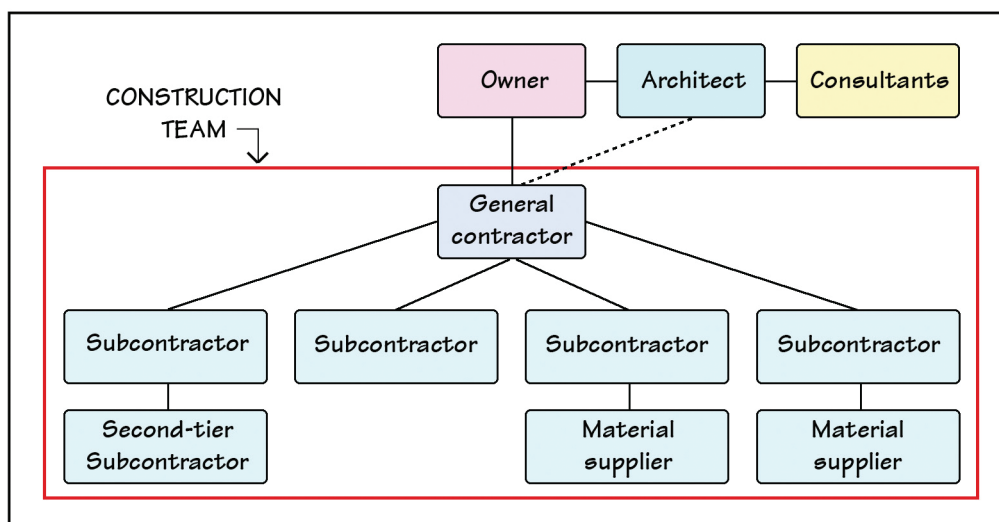 Owner
Architect
Consultants
CONSTRUCTION
TEAM
General
contractor
Subcontractor
Subcontractor
Subcontractor
Subcontractor
Second-tier
Subcontractor
Material
supplier
Material
supplier